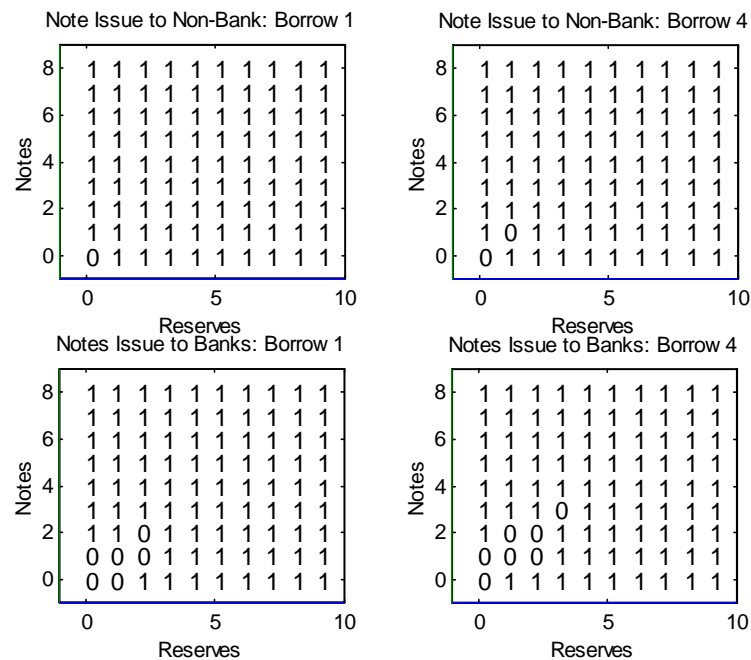 Note Issue to Non-Bank: Borrow 1
Notes
8 1 1 1 1 1 1 1 1 1 1
1 1 1 1 1 1 1 1 1 1
6 1 1 1 1 1 1 1 1 1 1
1 1 1 1 1 1 1 1 1 1
4 1 1 1 1 1 1 1 1 1 1
1 1 1 1 1 1 1 1 1 1
2 1 1 1 1 1 1 1 1 1 1
1 1 1 1 1 1 1 1 1 1
0 0 1 1 1 1 1 1 1 1 1
0 5 10
Reserves
Note Issue to Non-Bank: Borrow 4
Notes
8 1 1 1 1 1 1 1 1 1 1
1 1 1 1 1 1 1 1 1 1
6 1 1 1 1 1 1 1 1 1 1
1 1 1 1 1 1 1 1 1 1
4 1 1 1 1 1 1 1 1 1 1
1 1 1 1 1 1 1 1 1 1
2 1 1 1 1 1 1 1 1 1 1
1 0 1 1 1 1 1 1 1 1
0 0 1 1 1 1 1 1 1 1 1
0 5 10
Reserves
Notes Issue to Banks: Borrow 1
Notes
8 1 1 1 1 1 1 1 1 1 1
1 1 1 1 1 1 1 1 1 1
6 1 1 1 1 1 1 1 1 1 1
1 1 1 1 1 1 1 1 1 1
4 1 1 1 1 1 1 1 1 1 1
1 1 1 1 1 1 1 1 1 1
2 1 1 0 1 1 1 1 1 1 1
0 0 0 1 1 1 1 1 1 1
0 0 0 1 1 1 1 1 1 1 1
0 5 10
Reserves
Notes Issue to Banks: Borrow 4
Notes
8 1 1 1 1 1 1 1 1 1 1
1 1 1 1 1 1 1 1 1 1
6 1 1 1 1 1 1 1 1 1 1
1 1 1 1 1 1 1 1 1 1
4 1 1 1 1 1 1 1 1 1 1
1 1 1 0 1 1 1 1 1 1
2 1 0 0 1 1 1 1 1 1 1
0 0 0 1 1 1 1 1 1 1
0 0 1 1 1 1 1 1 1 1 1
0 5 10
Reserves